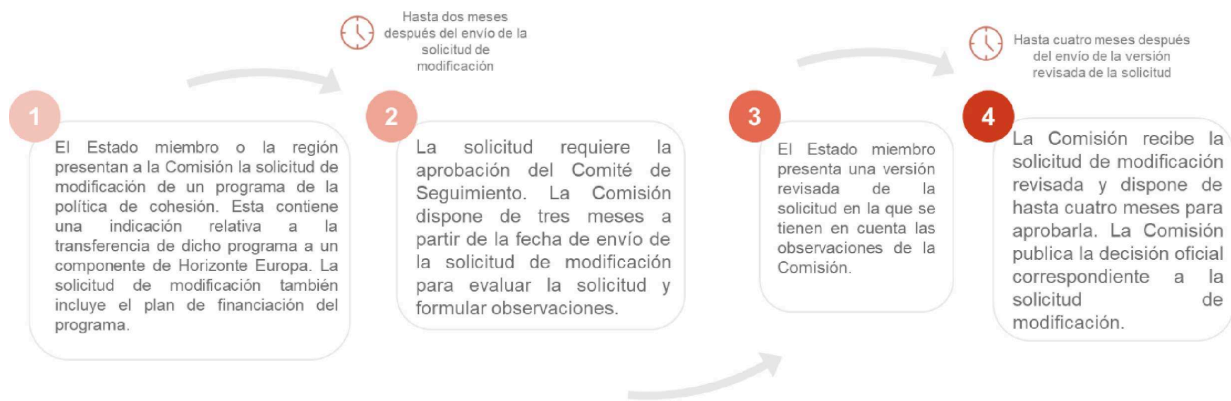 1
El Estado miembro o la región
presentan a la Comisión la solicitud de
modificación de un programa de la
política de cohesión. Esta contiene
una indicación relativa a la
transferencia de dicho programa a un
componente de Horizonte Europa. La
solicitud de modificación también
incluye el plan de financiación del
programa.
Hasta dos meses
después del envío de la
solicitud de
modificación
2
La solicitud requiere la
aprobación del Comité de
Seguimiento. La Comisión
dispone de tres meses a
partir de la fecha de envío de
la solicitud de modificación
para evaluar la solicitud y
formular observaciones.
3
El Estado miembro
presenta una versión
revisada de la
solicitud en la que se
tienen en cuenta las
observaciones de la
Comisión.
Hasta cuatro meses después
del envío de la versión
revisada de la solicitud
4
La Comisión recibe la
solicitud de modificación
revisada y dispone de
hasta cuatro meses para
aprobarla. La Comisión
publica la decisión oficial
correspondiente a la
solicitud de
modificación.